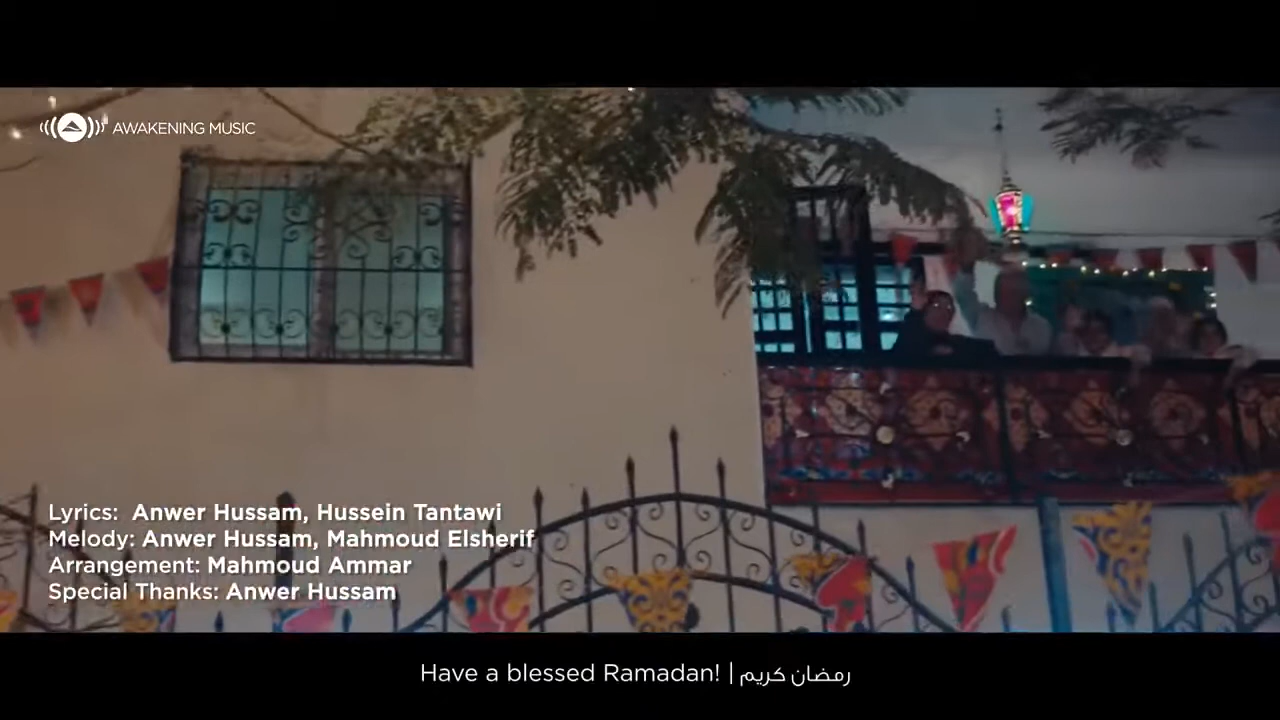 AWAKENING MUSIC
Lyrics: Anwer Hussam, Hussein Tantawi
Melody: Anwer Hussam, Mahmoud Elsherif
Arrangement: Mahmoud Ammar
Special Thanks: Anwer Hussam
Have a blessed Ramadan! | رمضان كريم